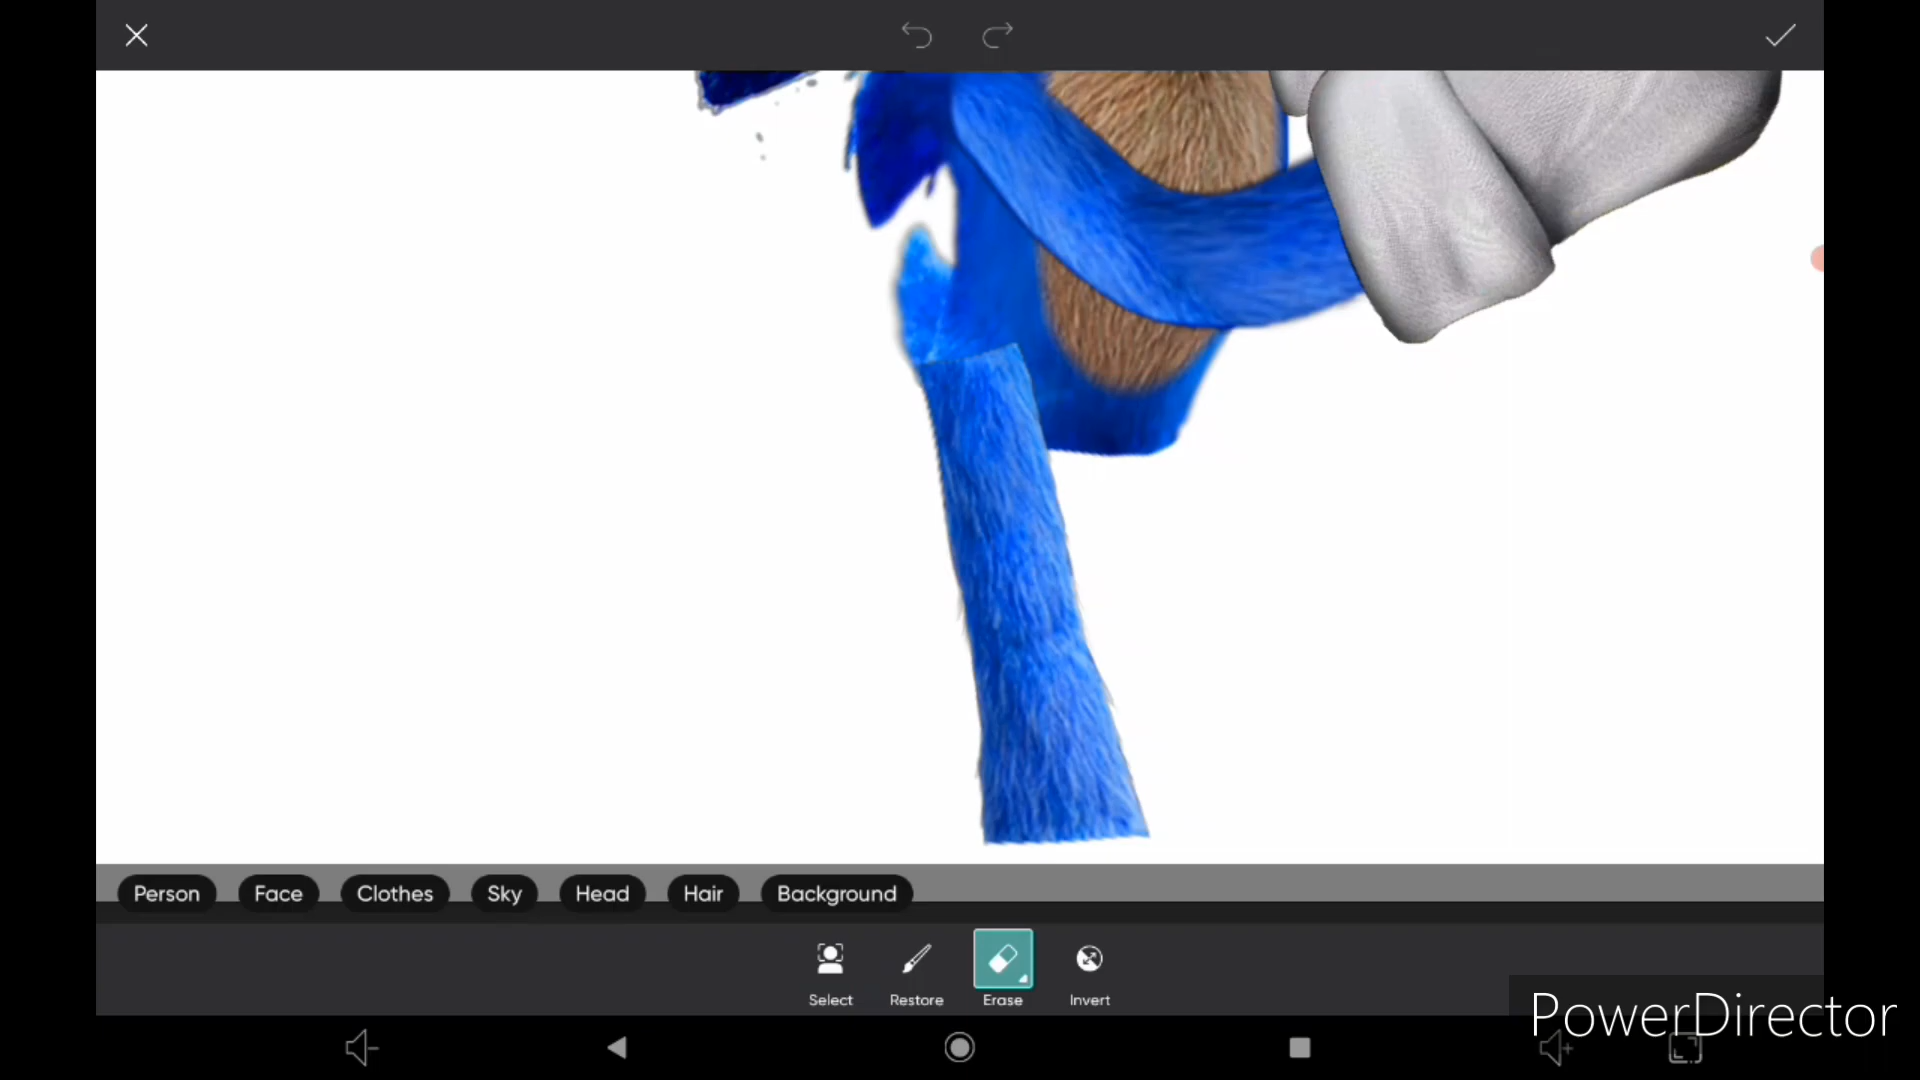 Person Face Clothes Sky Head Hair Background
Select Restore Erase Invert
PowerDirector